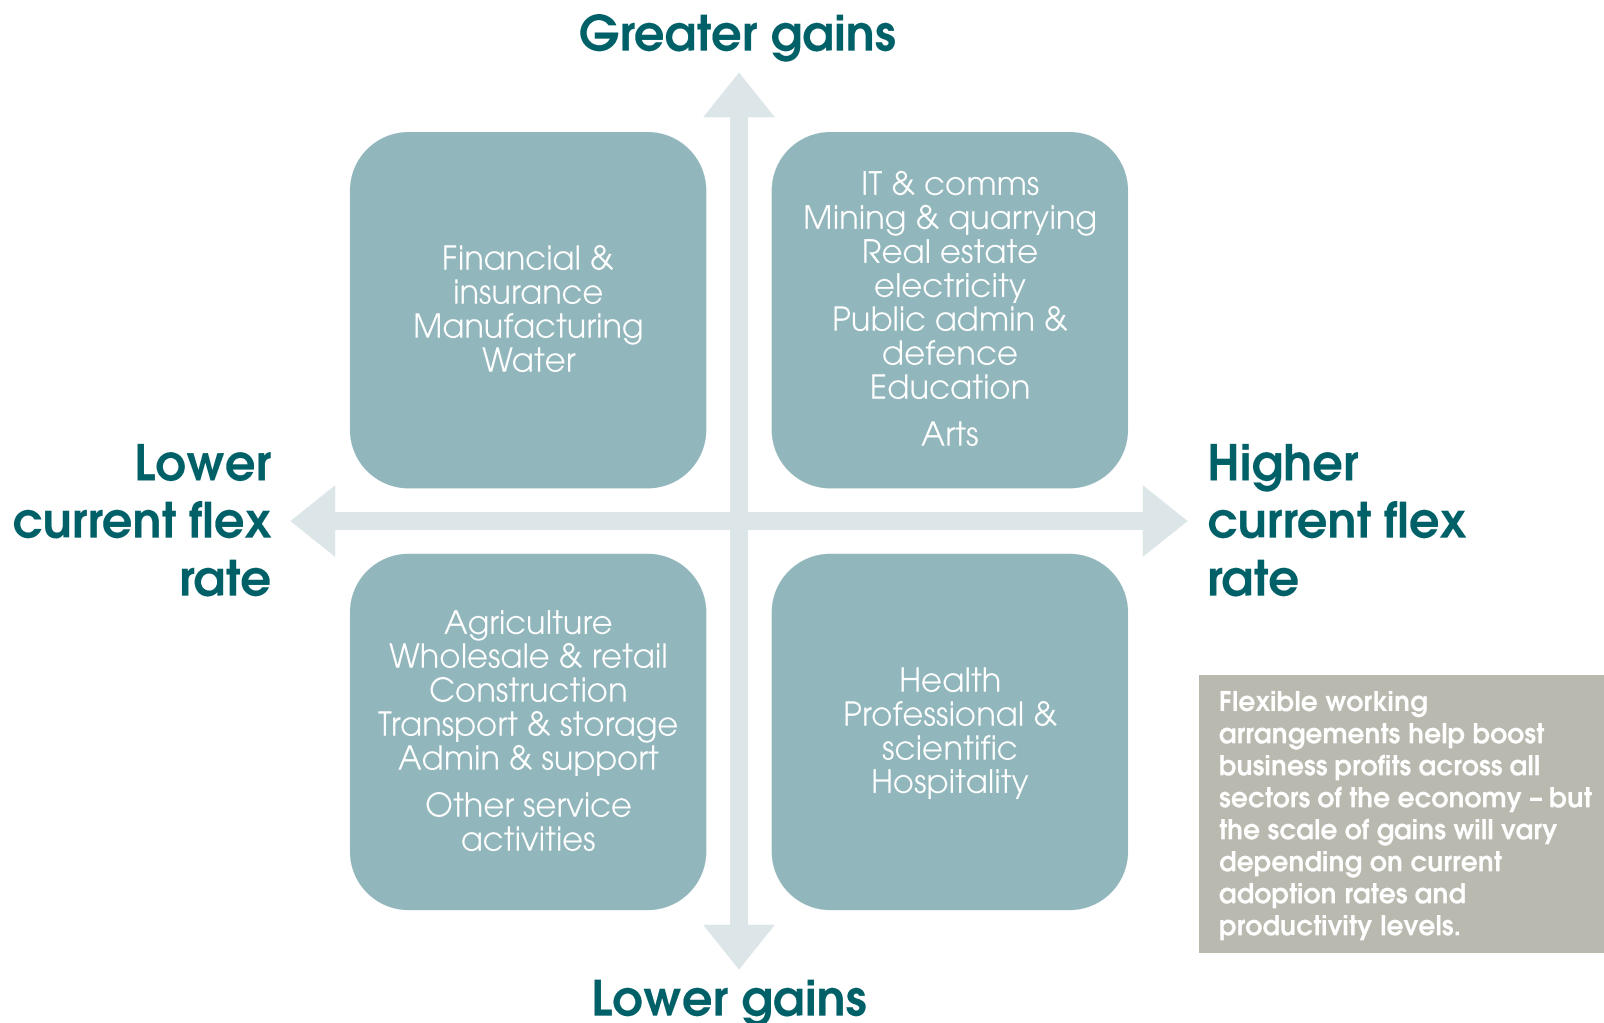 Greater gains
Financial &
insurance
Manufacturing
Water
IT & comms
Mining & quarrying
Real estate
electricity
Public admin &
defence
Education
Arts
Lower
current flex
rate
Higher
current flex
rate
Agriculture
Wholesale & retail
Construction
Transport & storage
Admin & support
Other service
activities
Health
Professional &
scientific
Hospitality
Flexible working
arrangements help boost
business profits across all
sectors of the economy – but
the scale of gains will vary
depending on current
adoption rates and
productivity levels.
Lower gains